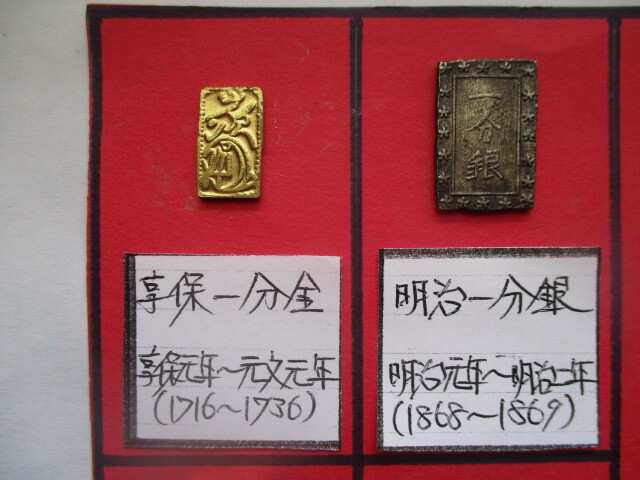 一分銀
享保一分金
享保元年～元文元年
(1716～1736)
明治一分銀
明治元年～明治二年
(1868～1869)